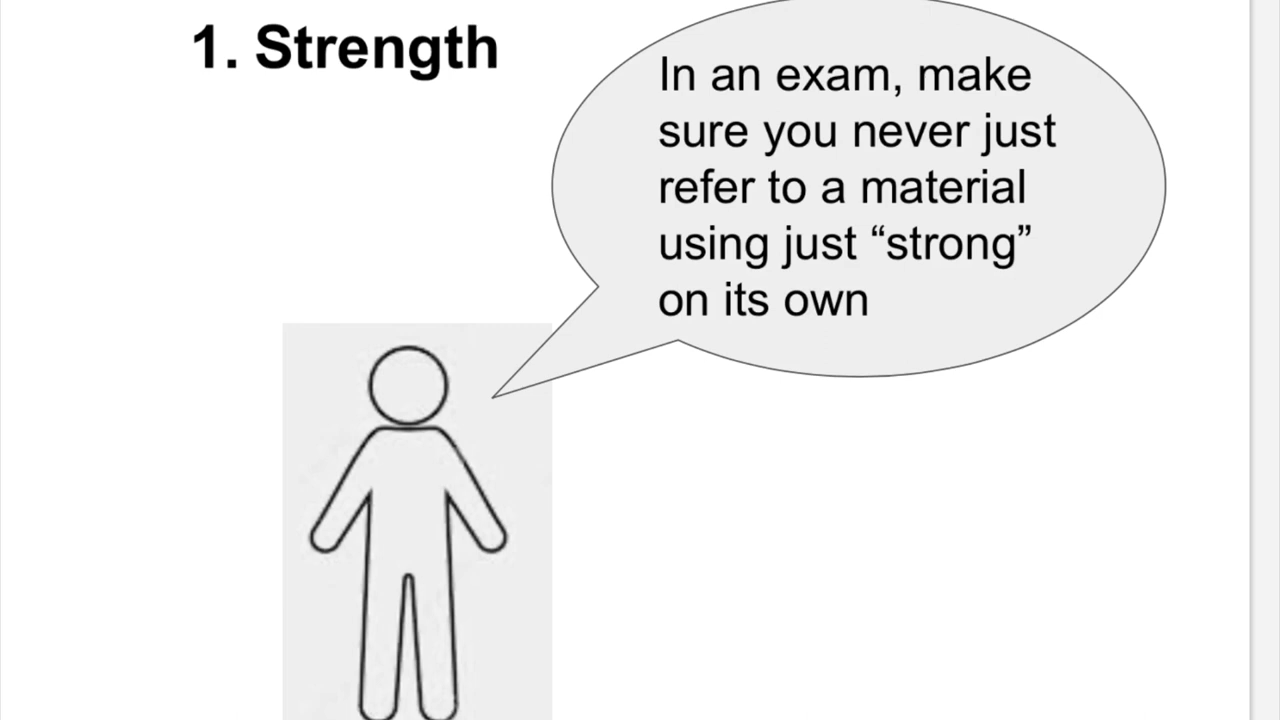 1. Strength
In an exam, make
sure you never just
refer to a material
using just “strong”
on its own